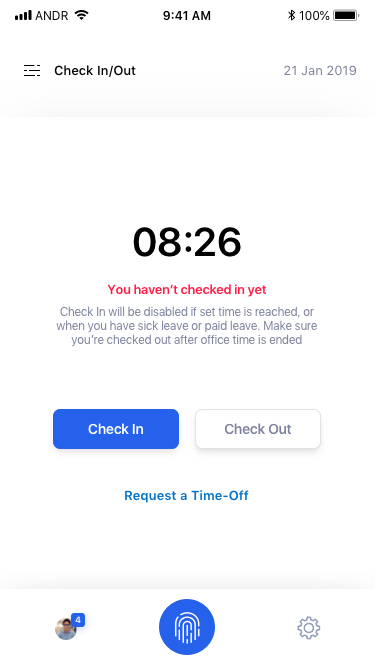 ANDR 9:41 AM 100%
Check In/Out 21 Jan 2019
08:26
You haven’t checked in yet
Check In will be disabled if set time is reached, or
when you have sick leave or paid leave. Make sure
you’re checked out after office time is ended
Check In Check Out
Request a Time-Off
4